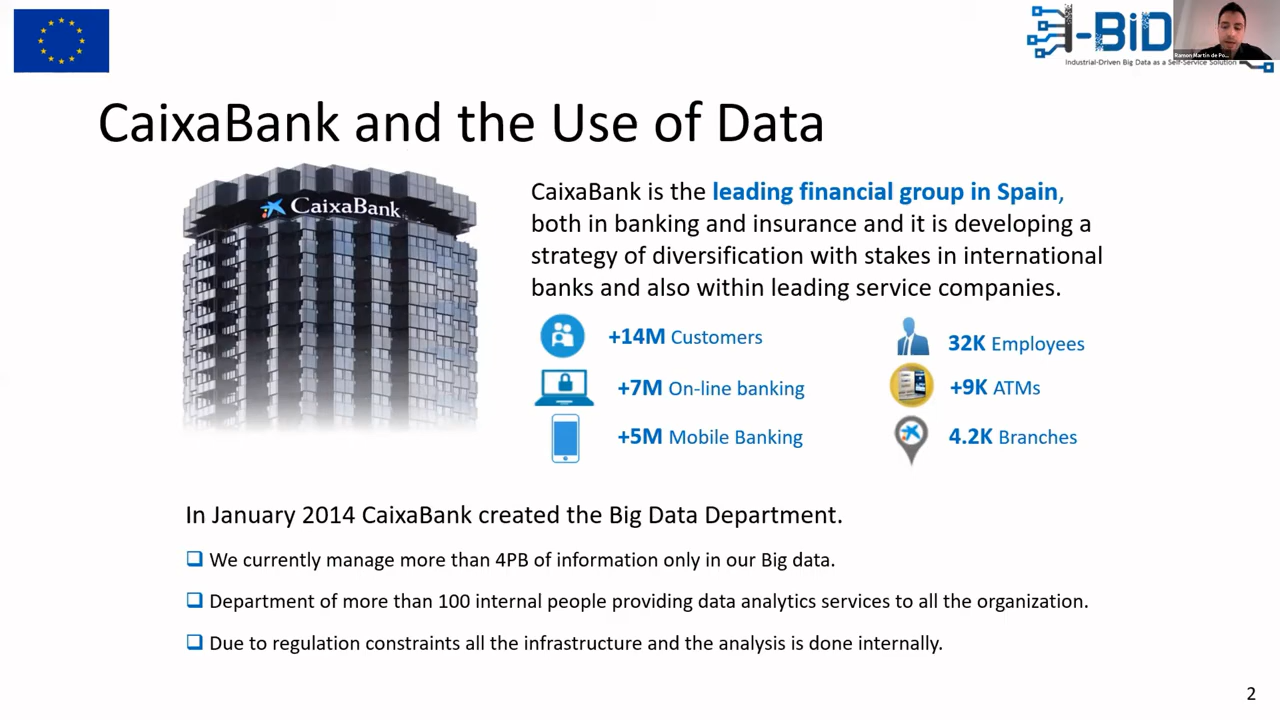 I-BiD
Industrial-Driven Big Data as a Self-Service Solution
Ramon Martín de Po...
CaixaBank and the Use of Data
CaixaBank
CaixaBank is the leading financial group in Spain,
both in banking and insurance and it is developing a
strategy of diversification with stakes in international
banks and also within leading service companies.
+14M Customers
32K Employees
+7M On-line banking
+9K ATMs
+5M Mobile Banking
4.2K Branches
In January 2014 CaixaBank created the Big Data Department.
❑ We currently manage more than 4PB of information only in our Big data.
❑ Department of more than 100 internal people providing data analytics services to all the organization.
❑ Due to regulation constraints all the infrastructure and the analysis is done internally.
2